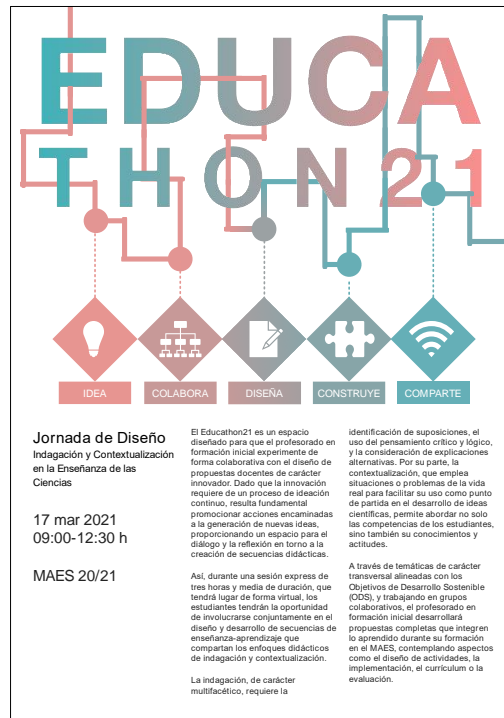 EDUCA
THON21
IDEA
COLABORA
DISEÑA
CONSTRUYE
COMPARTE
Jornada de Diseño
Indagación y Contextualización
en la Enseñanza de las
Ciencias
17 mar 2021
09:00-12:30 h
MAES 20/21
El Educathon21 es un espacio
diseñado para que el profesorado en
formación inicial experimente de
forma colaborativa con el diseño de
propuestas docentes de carácter
innovador. Dado que la innovación
requiere de un proceso de ideación
continuo, resulta fundamental
promocionar acciones encaminadas
a la generación de nuevas ideas,
proporcionando un espacio para el
diálogo y la reflexión en torno a la
creación de secuencias didácticas.
Así, durante una sesión express de
tres horas y media de duración, que
tendrá lugar de forma virtual, los
estudiantes tendrán la oportunidad
de involucrarse conjuntamente en el
diseño y desarrollo de secuencias de
enseñanza-aprendizaje que
compartan los enfoques didácticos
de indagación y contextualización.
La indagación, de carácter
multifacético, requiere la
identificación de suposiciones, el
uso del pensamiento crítico y lógico,
y la consideración de explicaciones
alternativas. Por su parte, la
contextualización, que emplea
situaciones o problemas de la vida
real para facilitar su uso como punto
de partida en el desarrollo de ideas
científicas, permite abordar no solo
las competencias de los estudiantes,
sino también su conocimientos y
actitudes.
A través de temáticas de carácter
transversal alineadas con los
Objetivos de Desarrollo Sostenible
(ODS), y trabajando en grupos
colaborativos, el profesorado en
formación inicial desarrollará
propuestas completas que integren
lo aprendido durante su formación
en el MAES, contemplando aspectos
como el diseño de actividades, la
implementación, el currículum o la
evaluación.